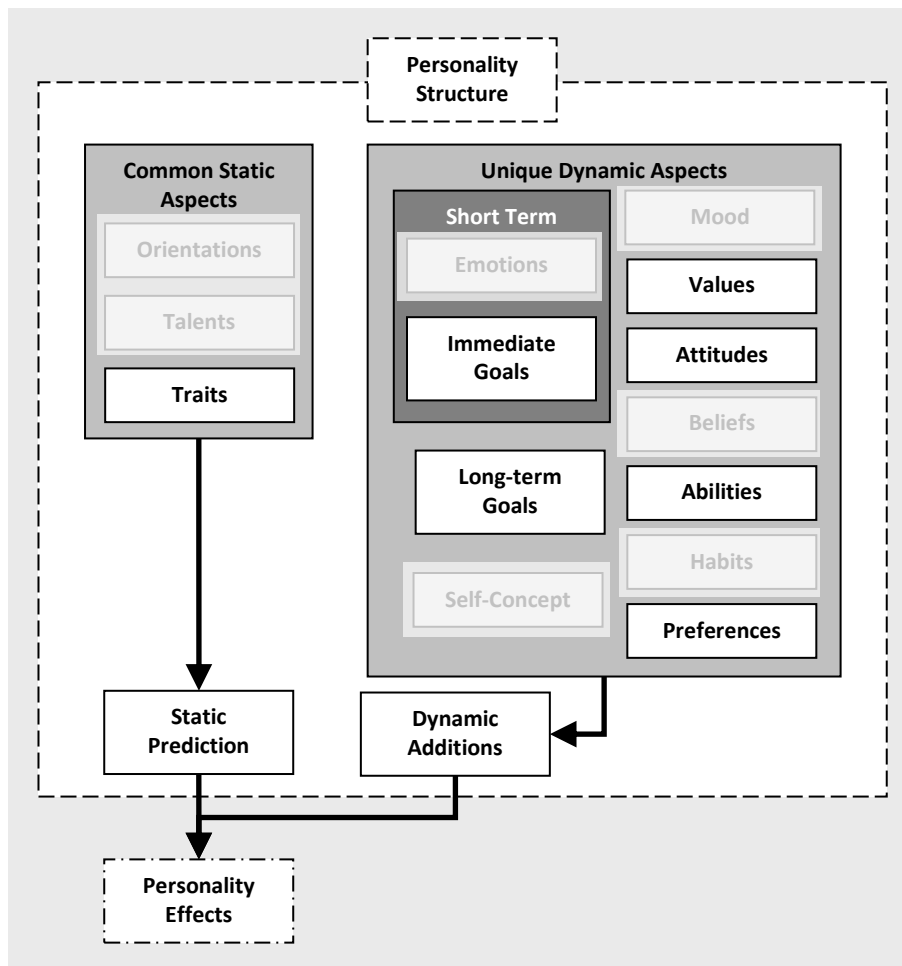 Personality
Structure
Common Static
Aspects
Orientations
Talents
Traits
Unique Dynamic Aspects
Short Term
Emotions
Immediate
Goals
Long-term
Goals
Self-Concept
Mood
Values
Attitudes
Beliefs
Abilities
Habits
Preferences
Static
Prediction
Dynamic
Additions
Personality
Effects